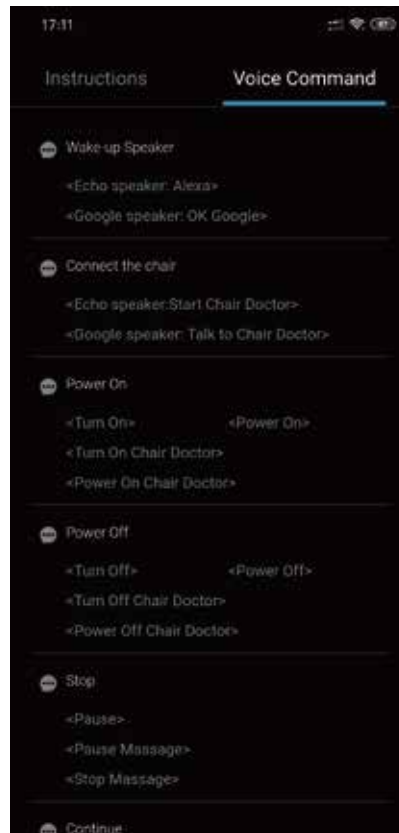 17:11
Instructions Voice Command
Wake-up Speaker
<Echo speaker: Alexa>
<Google speaker: OK Google>
Connect the chair
<Echo speaker:Start Chair Doctor>
<Google speaker: Talk to Chair Doctor>
Power On
<Turn On> <Power On>
<Turn On Chair Doctor>
<Power On Chair Doctor>
Power Off
<Turn Off> <Power Off>
<Turn Off Chair Doctor>
<Power Off Chair Doctor>
Stop
<Pause>
<Pause Massage>
<Stop Massage>
Continue